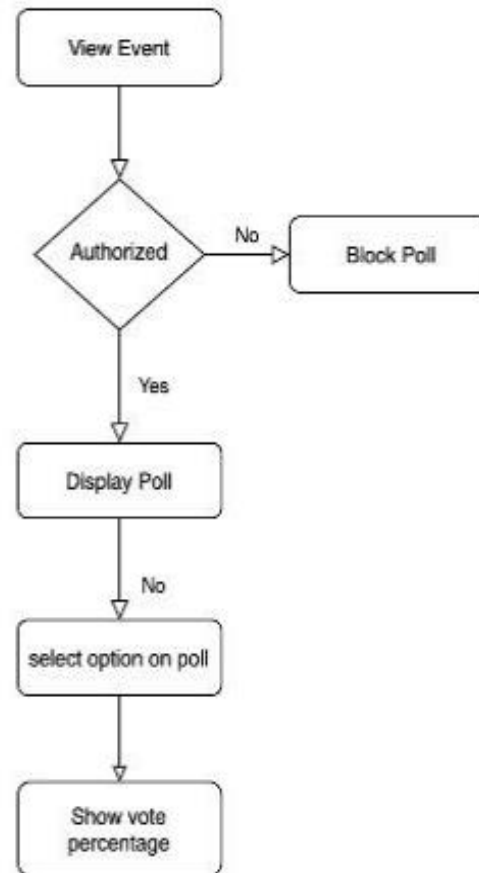 View Event
Authorized
No
Block Poll
Yes
Display Poll
No
select option on poll
Show vote
percentage